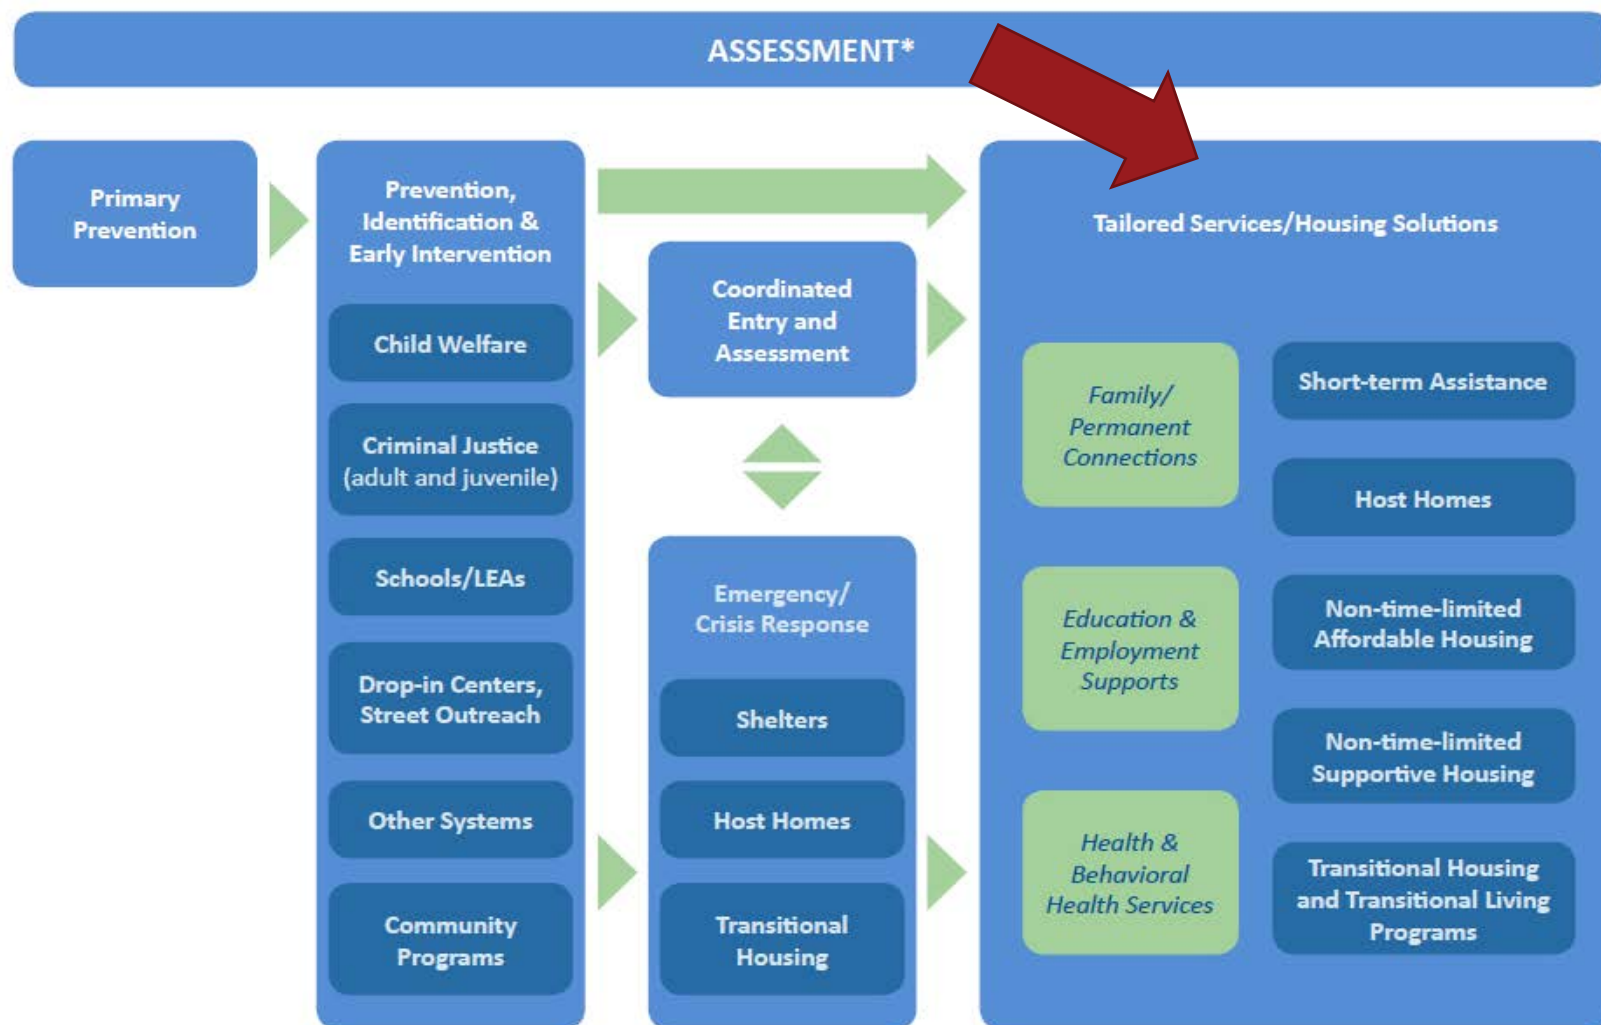 ASSESSMENT*
Primary
Prevention
Prevention,
Identification &
Early Intervention
Child Welfare
Criminal Justice
(adult and juvenile)
Schools/LEAs
Drop-in Centers,
Street Outreach
Other Systems
Community
Programs
Coordinated
Entry and
Assessment
Emergency/
Crisis Response
Shelters
Host Homes
Transitional
Housing
Tailored Services/Housing Solutions
Family/
Permanent
Connections
Education &
Employment
Supports
Health &
Behavioral
Health Services
Short-term Assistance
Host Homes
Non-time-limited
Affordable Housing
Non-time-limited
Supportive Housing
Transitional Housing
and Transitional Living
Programs